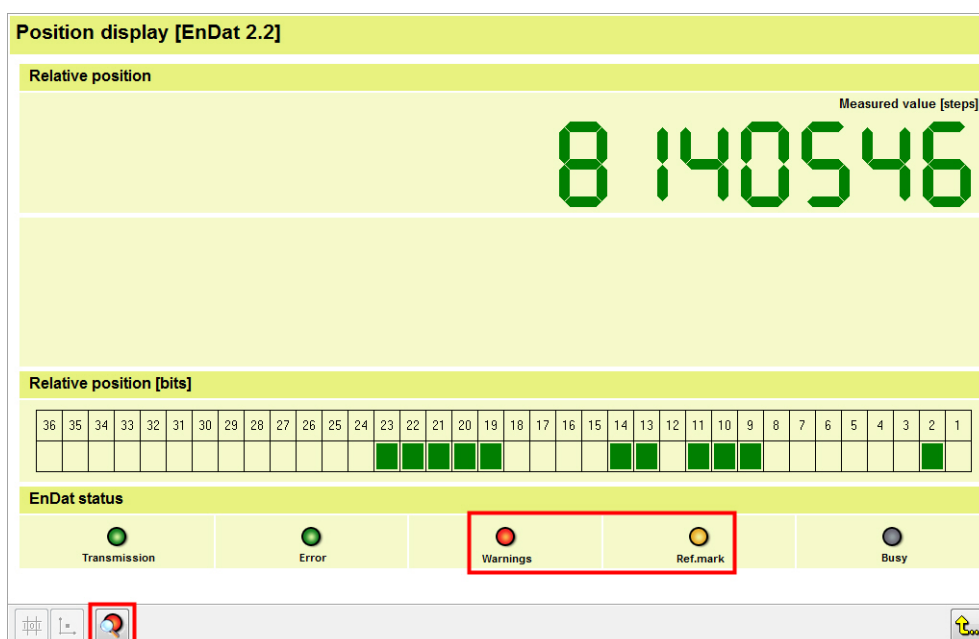 Position display [EnDat 2.2]
Relative position
Measured value [steps]
8140546
Relative position [bits]
36 35 34 33 32 31 30 29 28 27 26 25 24 23 22 21 20 19 18 17 16 15 14 13 12 11 10 9 8 7 6 5 4 3 2 1
EnDat status
Transmission Error Warnings Ref.mark Busy